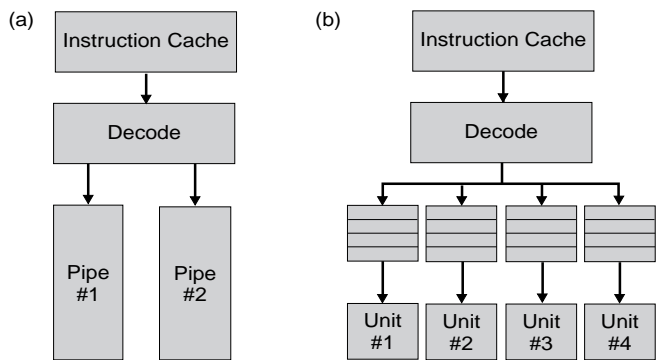 (a)
Instruction Cache
Decode
Pipe
#1
Pipe
#2
(b)
Instruction Cache
Decode
Unit
#1
Unit
#2
Unit
#3
Unit
#4